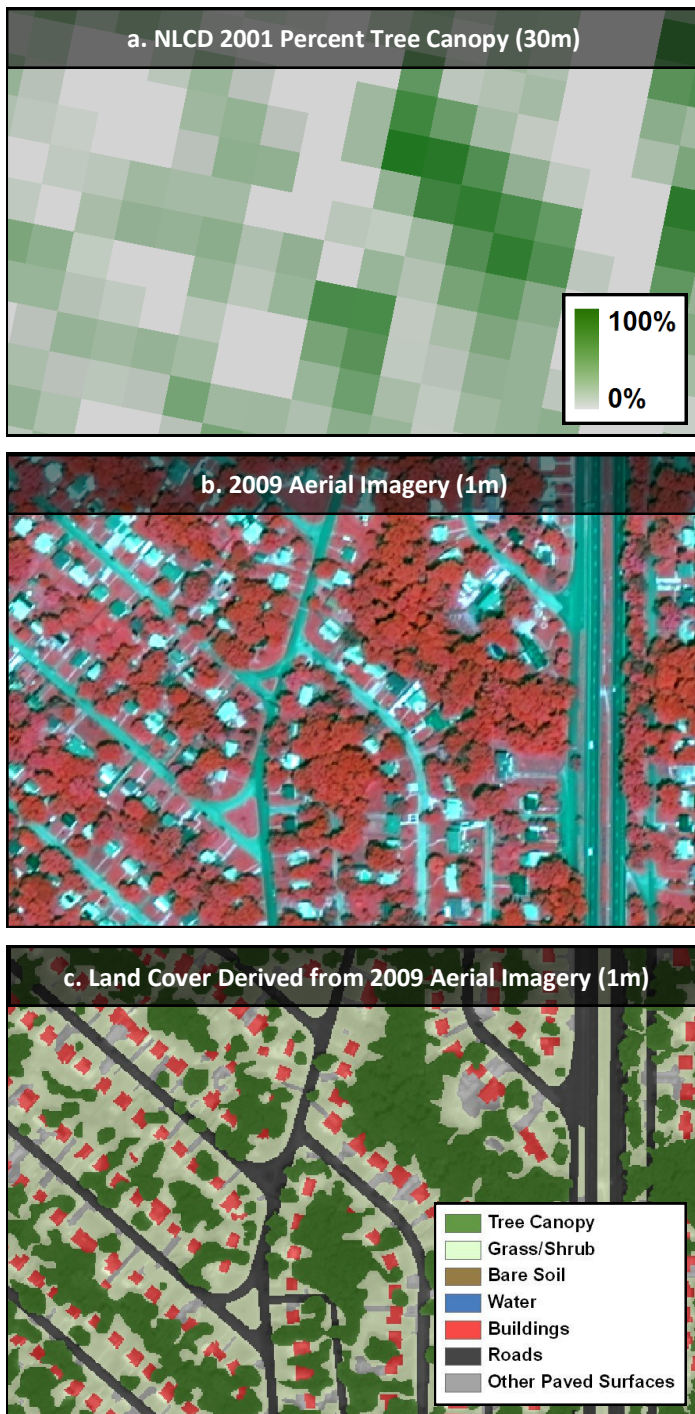 a. NLCD 2001 Percent Tree Canopy (30m)
100%
0%
b. 2009 Aerial Imagery (1m)
c. Land Cover Derived from 2009 Aerial Imagery (1m)
Tree Canopy
Grass/Shrub
Bare Soil
Water
Buildings
Roads
Other Paved Surfaces